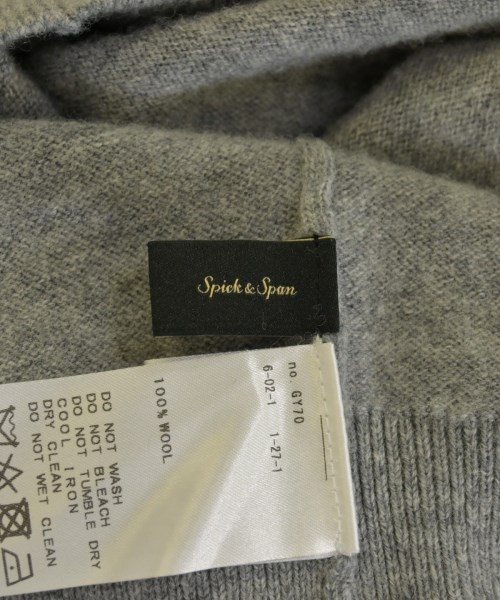 Spick & Span
no. GY70
6-02-1 1-27-1
100% WOOL
DO NOT WASH
DO NOT BLEACH
COOL IRON
DO NOT TUMBLE DRY
DRY CLEAN
DO NOT WET CLEAN